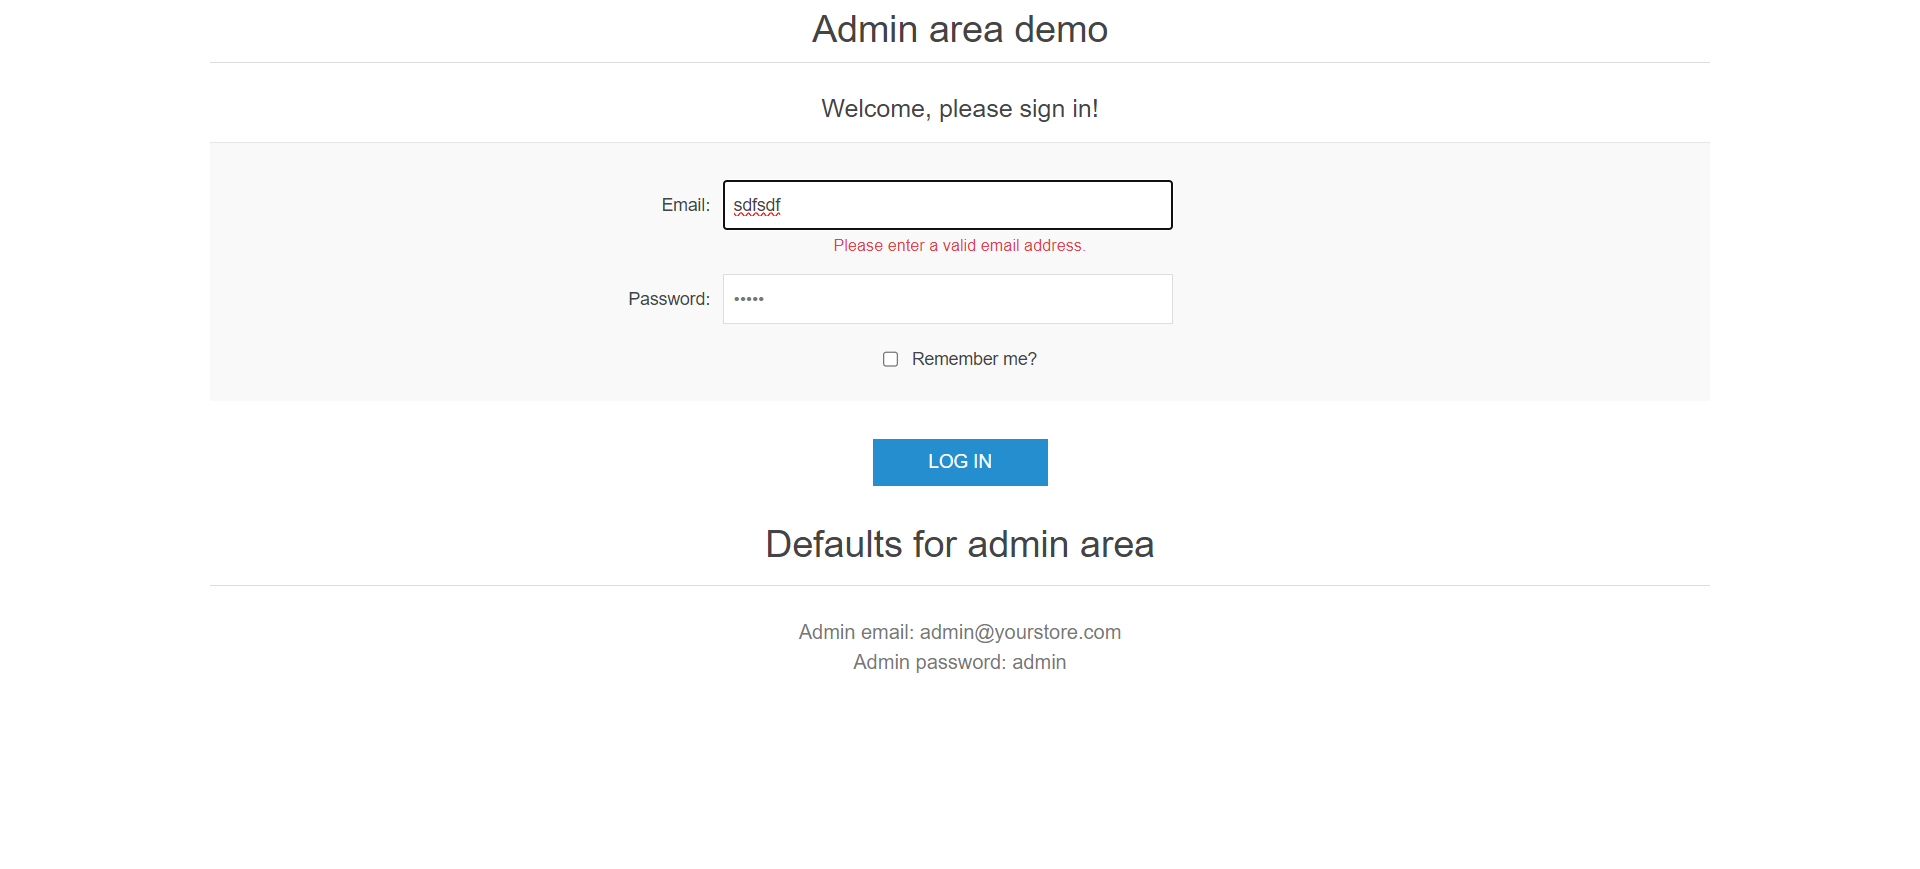 Admin area demo
Welcome, please sign in!
Email: sdfsdf
Please enter a valid email address.
Password: •••••
Remember me?
LOG IN
Defaults for admin area
Admin email: admin@yourstore.com
Admin password: admin